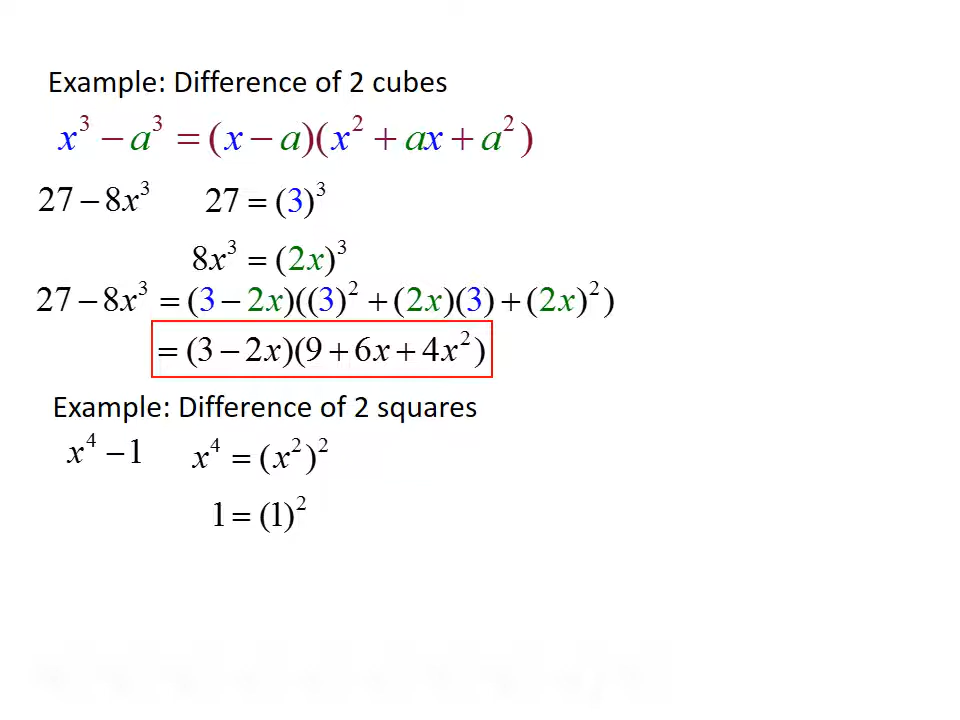 Example: Difference of 2 cubes
x³ − a³ = (x − a)(x² + ax + a²)
27 − 8x³ 27 = (3)³
8x³ = (2x)³
27 − 8x³ = (3 − 2x)((3)² + (2x)(3) + (2x)²)
= (3 − 2x)(9 + 6x + 4x²)
Example: Difference of 2 squares
x⁴ − 1 x⁴ = (x²)²
1 = (1)²